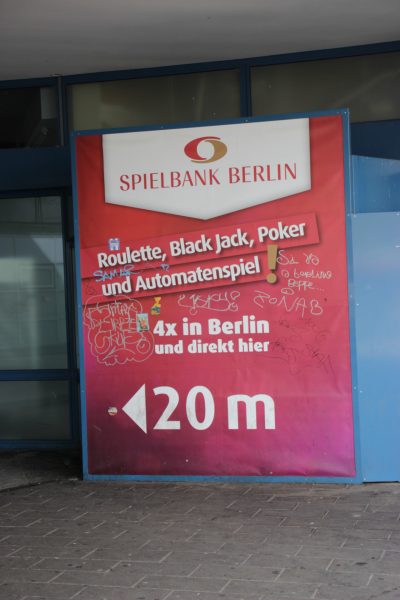 SPIELBANK BERLIN
Roulette, Black Jack, Poker
und Automatenspiel!
4x in Berlin
und direkt hier
20 m